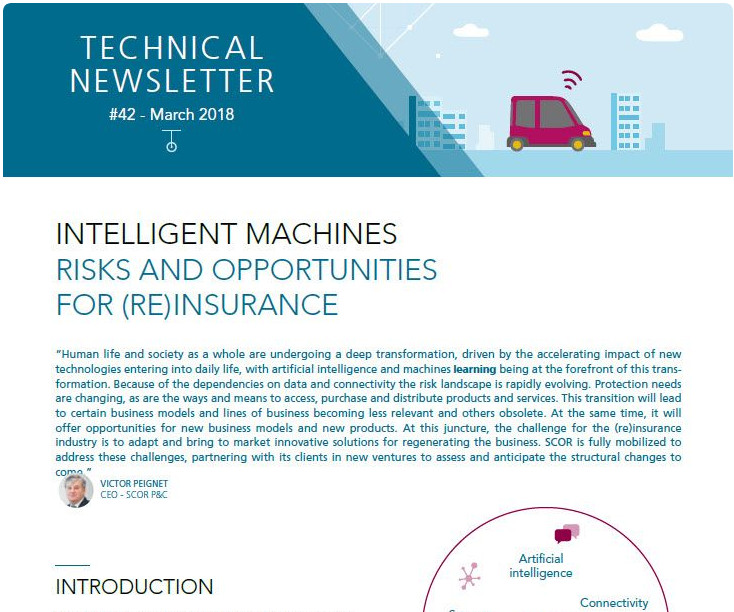 TECHNICAL
NEWSLETTER
#42 - March 2018
INTELLIGENT MACHINES
RISKS AND OPPORTUNITIES
FOR (RE)INSURANCE
“Human life and society as a whole are undergoing a deep transformation, driven by the accelerating impact of new
technologies entering into daily life, with artificial intelligence and machines learning being at the forefront of this trans-
formation. Because of the dependencies on data and connectivity the risk landscape is rapidly evolving. Protection needs
are changing, as are the ways and means to access, purchase and distribute products and services. This transition will lead
to certain business models and lines of business becoming less relevant and others obsolete. At the same time, it will
offer opportunities for new business models and new products. At this juncture, the challenge for the (re)insurance
industry is to adapt and bring to market innovative solutions for regenerating the business. SCOR is fully mobilized to
address these challenges, partnering with its clients in new ventures to assess and anticipate the structural changes to
come.”
VICTOR PEIGNET
CEO - SCOR P&C
Artificial
intelligence
INTRODUCTION
Connectivity